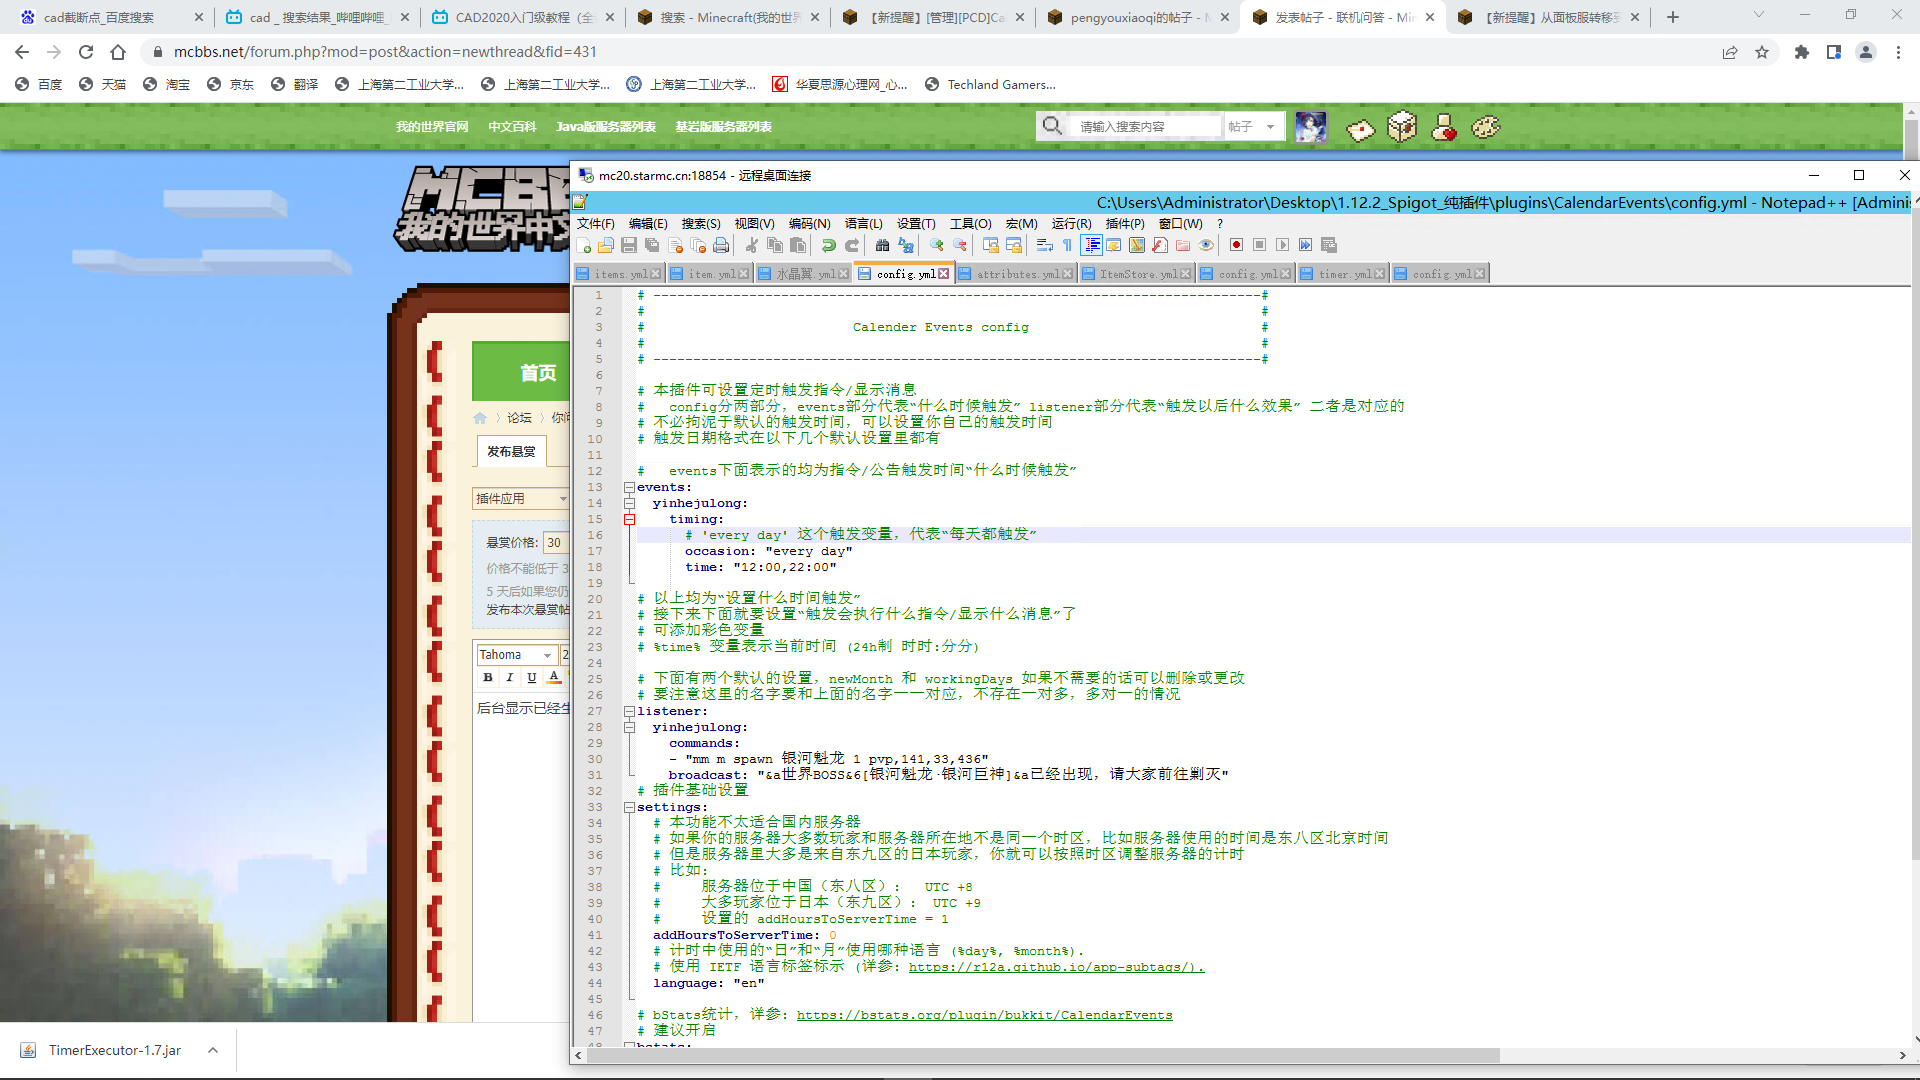 cad截断点_百度搜索
cad _ 搜索结果_哔哩哔哩_
CAD2020入门级教程（全
搜索 - Minecraft(我的世界
【新提醒】[管理][PCD]Ca
pengyouxiaoqi的帖子 - M
发表帖子 - 联机问答 - Min
【新提醒】从面板服转移到
mcbbs.net/forum.php?mod=post&action=newthread&fid=431
百度
天猫
淘宝
京东
翻译
上海第二工业大学...
上海第二工业大学...
上海第二工业大学...
华夏思源心理网_心...
Techland Gamers...
我的世界官网
中文百科
Java版服务器列表
基岩版服务器列表
请输入搜索内容
帖子
MCBB
我的世界中文
首页
论坛
你问
发布悬赏
插件应用
悬赏价格: 30
价格不能低于 3
5 天后如果您仍
发布本次悬赏帖
Tahoma
2
B I U A
后台显示已经生
mc20.starmc.cn:18854 - 远程桌面连接
C:\Users\Administrator\Desktop\1.12.2_Spigot_纯插件\plugins\CalendarEvents\config.yml - Notepad++ [Adminis
文件(F) 编辑(E) 搜索(S) 视图(V) 编码(N) 语言(L) 设置(T) 工具(O) 宏(M) 运行(R) 插件(P) 窗口(W) ?
items.yml
item.yml
水晶翼.yml
config.yml
attributes.yml
ItemStore.yml
config.yml
timer.yml
config.yml
1 # ----------------------------------------------------------------------------#
2 # #
3 # Calender Events config #
4 # #
5 # ----------------------------------------------------------------------------#
6
7 # 本插件可设置定时触发指令/显示消息
8 # config分两部分，events部分代表“什么时候触发” listener部分代表“触发以后什么效果” 二者是对应的
9 # 不必拘泥于默认的触发时间，可以设置你自己的触发时间
10 # 触发日期格式在以下几个默认设置里都有
11
12 # events下面表示的均为指令/公告触发时间“什么时候触发”
13 events:
14 yinhejulong:
15 timing:
16 # 'every day' 这个触发变量，代表“每天都触发”
17 occasion: "every day"
18 time: "12:00,22:00"
19
20 # 以上均为“设置什么时间触发”
21 # 接下来下面就要设置“触发会执行什么指令/显示什么消息”了
22 # 可添加彩色变量
23 # %time% 变量表示当前时间 (24h制 时时:分分)
24
25 # 下面有两个默认的设置，newMonth 和 workingDays 如果不需要的话可以删除或更改
26 # 要注意这里的名字要和上面的名字一一对应，不存在一对多，多对一的情况
27 listener:
28 yinhejulong:
29 commands:
30 - "mm m spawn 银河魁龙 1 pvp,141,33,436"
31 broadcast: "&a世界BOSS&6[银河魁龙·银河巨神]&a已经出现，请大家前往剿灭"
32 # 插件基础设置
33 settings:
34 # 本功能不太适合国内服务器
35 # 如果你的服务器大多数玩家和服务器所在地不是同一个时区，比如服务器使用的时间是东八区北京时间
36 # 但是服务器里大多是来自东九区的日本玩家，你就可以按照时区调整服务器的计时
37 # 比如:
38 # 服务器位于中国（东八区）: UTC +8
39 # 大多玩家位于日本（东九区）: UTC +9
40 # 设置的 addHoursToServerTime = 1
41 addHoursToServerTime: 0
42 # 计时中使用的“日”和“月”使用哪种语言 (%day%, %month%).
43 # 使用 IETF 语言标签标示 (详参: https://r12a.github.io/app-subtags/).
44 language: "en"
45
46 # bStats统计，详参: https://bstats.org/plugin/bukkit/CalendarEvents
47 # 建议开启
48 bstats:
TimerExecutor-1.7.jar